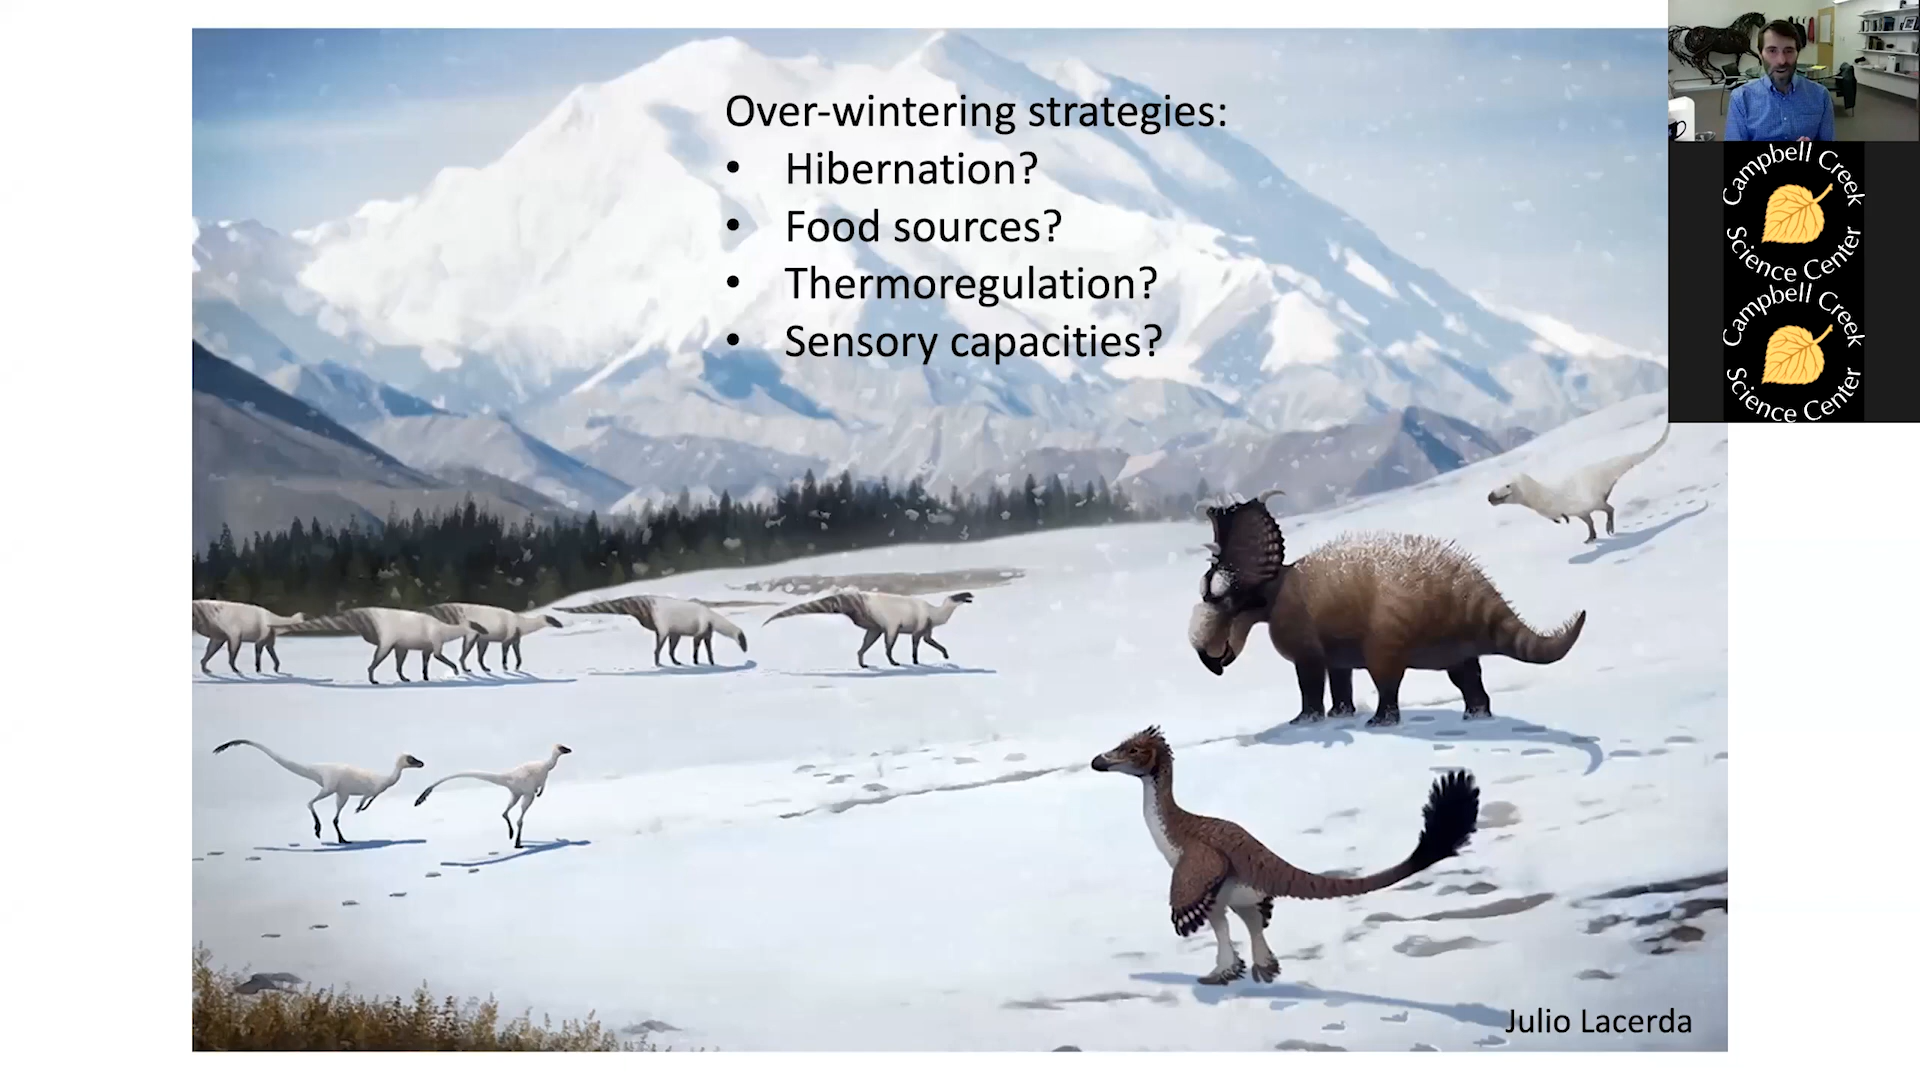 Over-wintering strategies:
• Hibernation?
• Food sources?
• Thermoregulation?
• Sensory capacities?
Julio Lacerda
Campbell Creek
Science Center
Campbell Creek
Science Center